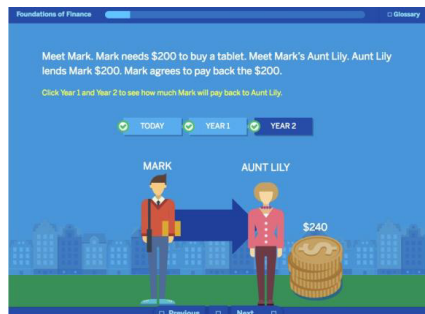 Foundations of Finance
Glossary
Meet Mark. Mark needs $200 to buy a tablet. Meet Mark's Aunt Lily. Aunt Lily
lends Mark $200. Mark agrees to pay back the $200.
Click Year 1 and Year 2 to see how much Mark will pay back to Aunt Lily.
TODAY YEAR 1 YEAR 2
MARK AUNT LILY
$240
Previous Next